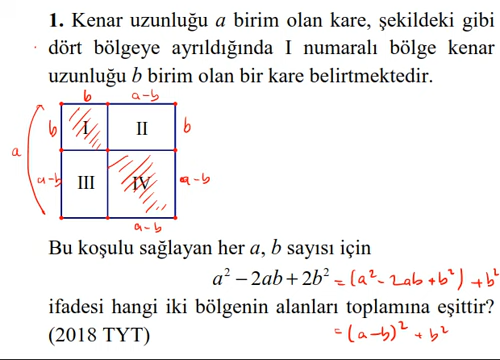 1. Kenar uzunluğu a birim olan kare, şekildeki gibi
dört bölgeye ayrıldığında I numaralı bölge kenar
uzunluğu b birim olan bir kare belirtmektedir.
b a-b
b I II b
a
a-b III IV a-b
a-b
Bu koşulu sağlayan her a, b sayısı için
a² − 2ab + 2b² = (a² - 2ab + b²) + b²
ifadesi hangi iki bölgenin alanları toplamına eşittir?
(2018 TYT) = (a-b)² + b²